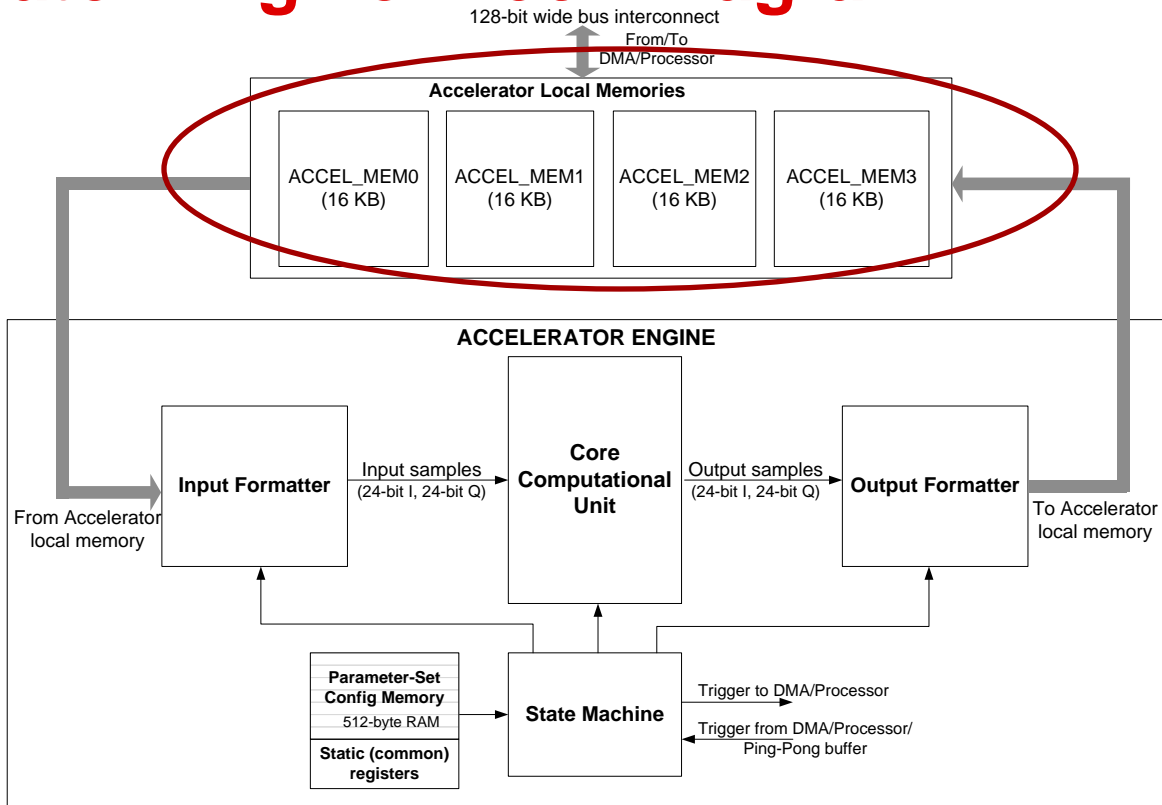 128-bit wide bus interconnect
From/To
DMA/Processor
Accelerator Local Memories
ACCEL_MEM0
(16 KB)
ACCEL_MEM1
(16 KB)
ACCEL_MEM2
(16 KB)
ACCEL_MEM3
(16 KB)
ACCELERATOR ENGINE
Input Formatter
Input samples
(24-bit I, 24-bit Q)
Core
Computational
Unit
Output samples
(24-bit I, 24-bit Q)
Output Formatter
From Accelerator
local memory
To Accelerator
local memory
Parameter-Set
Config Memory
512-byte RAM
Static (common)
registers
State Machine
Trigger to DMA/Processor
Trigger from DMA/Processor/
Ping-Pong buffer